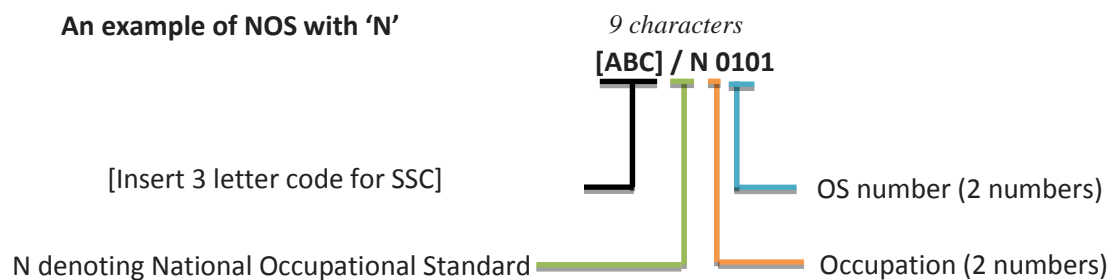 An example of NOS with ‘N’
9 characters
[ABC] / N 0101
[Insert 3 letter code for SSC]
OS number (2 numbers)
N denoting National Occupational Standard
Occupation (2 numbers)